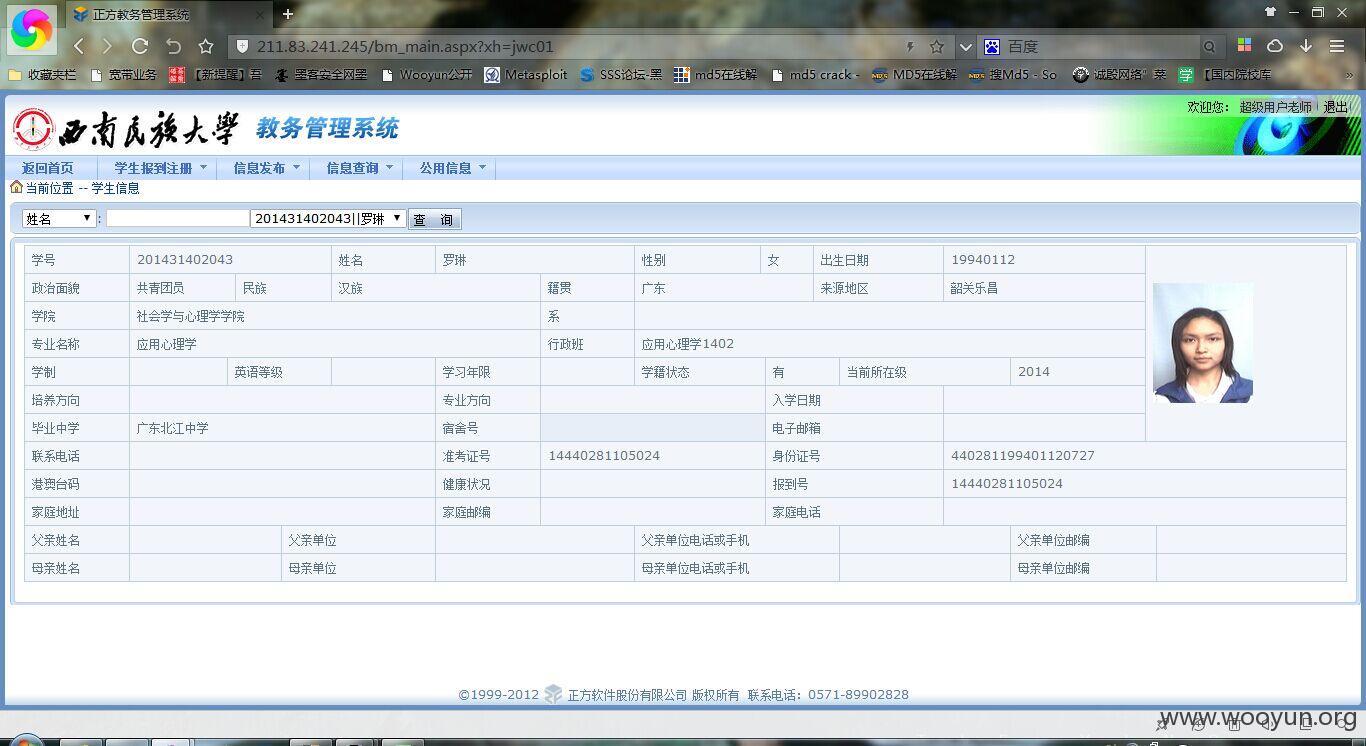 正方教务管理系统
211.83.241.245/bm_main.aspx?xh=jwc01 百度
收藏夹栏 宽带业务 【新提醒】吾 黑客安全网 Wooyun公开 Metasploit SSS论坛-黑 md5在线解 md5 crack - MD5在线解 搜Md5 - So 诚殷网络" 菜 【国内院校库 »
欢迎您: 超级用户老师 退出
西南民族大学 教务管理系统
返回首页 学生报到注册 信息发布 信息查询 公用信息
当前位置 -- 学生信息
姓名 : 201431402043||罗琳 查 询
学号 201431402043 姓名 罗琳 性别 女 出生日期 19940112
政治面貌 共青团员 民族 汉族 籍贯 广东 来源地区 韶关乐昌
学院 社会学与心理学学院 系
专业名称 应用心理学 行政班 应用心理学1402
学制 英语等级 学习年限 学籍状态 有 当前所在级 2014
培养方向 专业方向 入学日期
毕业中学 广东北江中学 宿舍号 电子邮箱
联系电话 准考证号 14440281105024 身份证号 440281199401120727
港澳台码 健康状况 报到号 14440281105024
家庭地址 家庭邮编 家庭电话
父亲姓名 父亲单位 父亲单位电话或手机 父亲单位邮编
母亲姓名 母亲单位 母亲单位电话或手机 母亲单位邮编
©1999-2012 正方软件股份有限公司 版权所有 联系电话：0571-89902828
www.wooyun.org